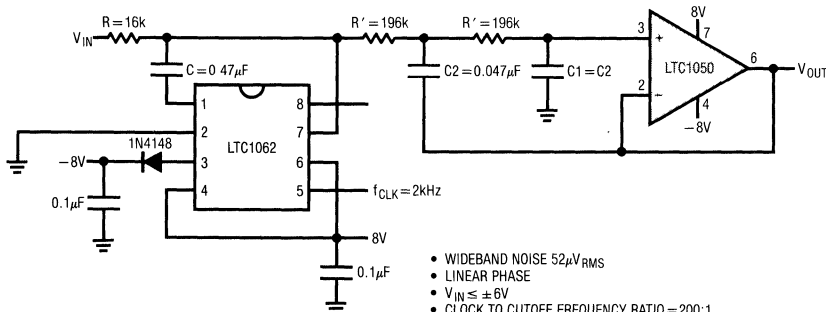 R=16k
R'=196k
R'=196k
8V
V_IN
3
+
7
LTC1050
6
V_OUT
C=0 47μF
C2=0.047μF
C1=C2
2
−
4
−8V
1
8
2
7
1N4148
LTC1062
−8V
3
6
4
5
f_CLK=2kHz
0.1μF
8V
0.1μF
• WIDEBAND NOISE 52μV_RMS
• LINEAR PHASE
• V_IN ≤ ±6V
• CLOCK TO CUTOFF FREQUENCY RATIO=200:1